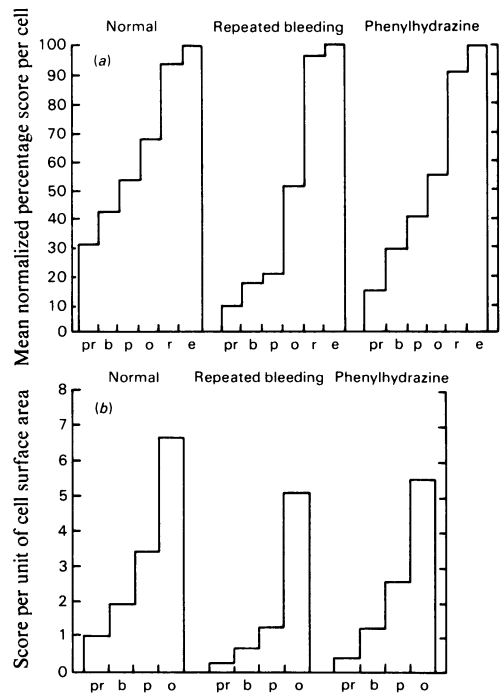 Normal Repeated bleeding Phenylhydrazine
Mean normalized percentage score per cell
(a)
100
90
80
70
60
50
40
30
20
10
0
pr b p o r e pr b p o r e pr b p o r e
Normal Repeated bleeding Phenylhydrazine
Score per unit of cell surface area
(b)
8
7
6
5
4
3
2
1
0
pr b p o pr b p o pr b p o